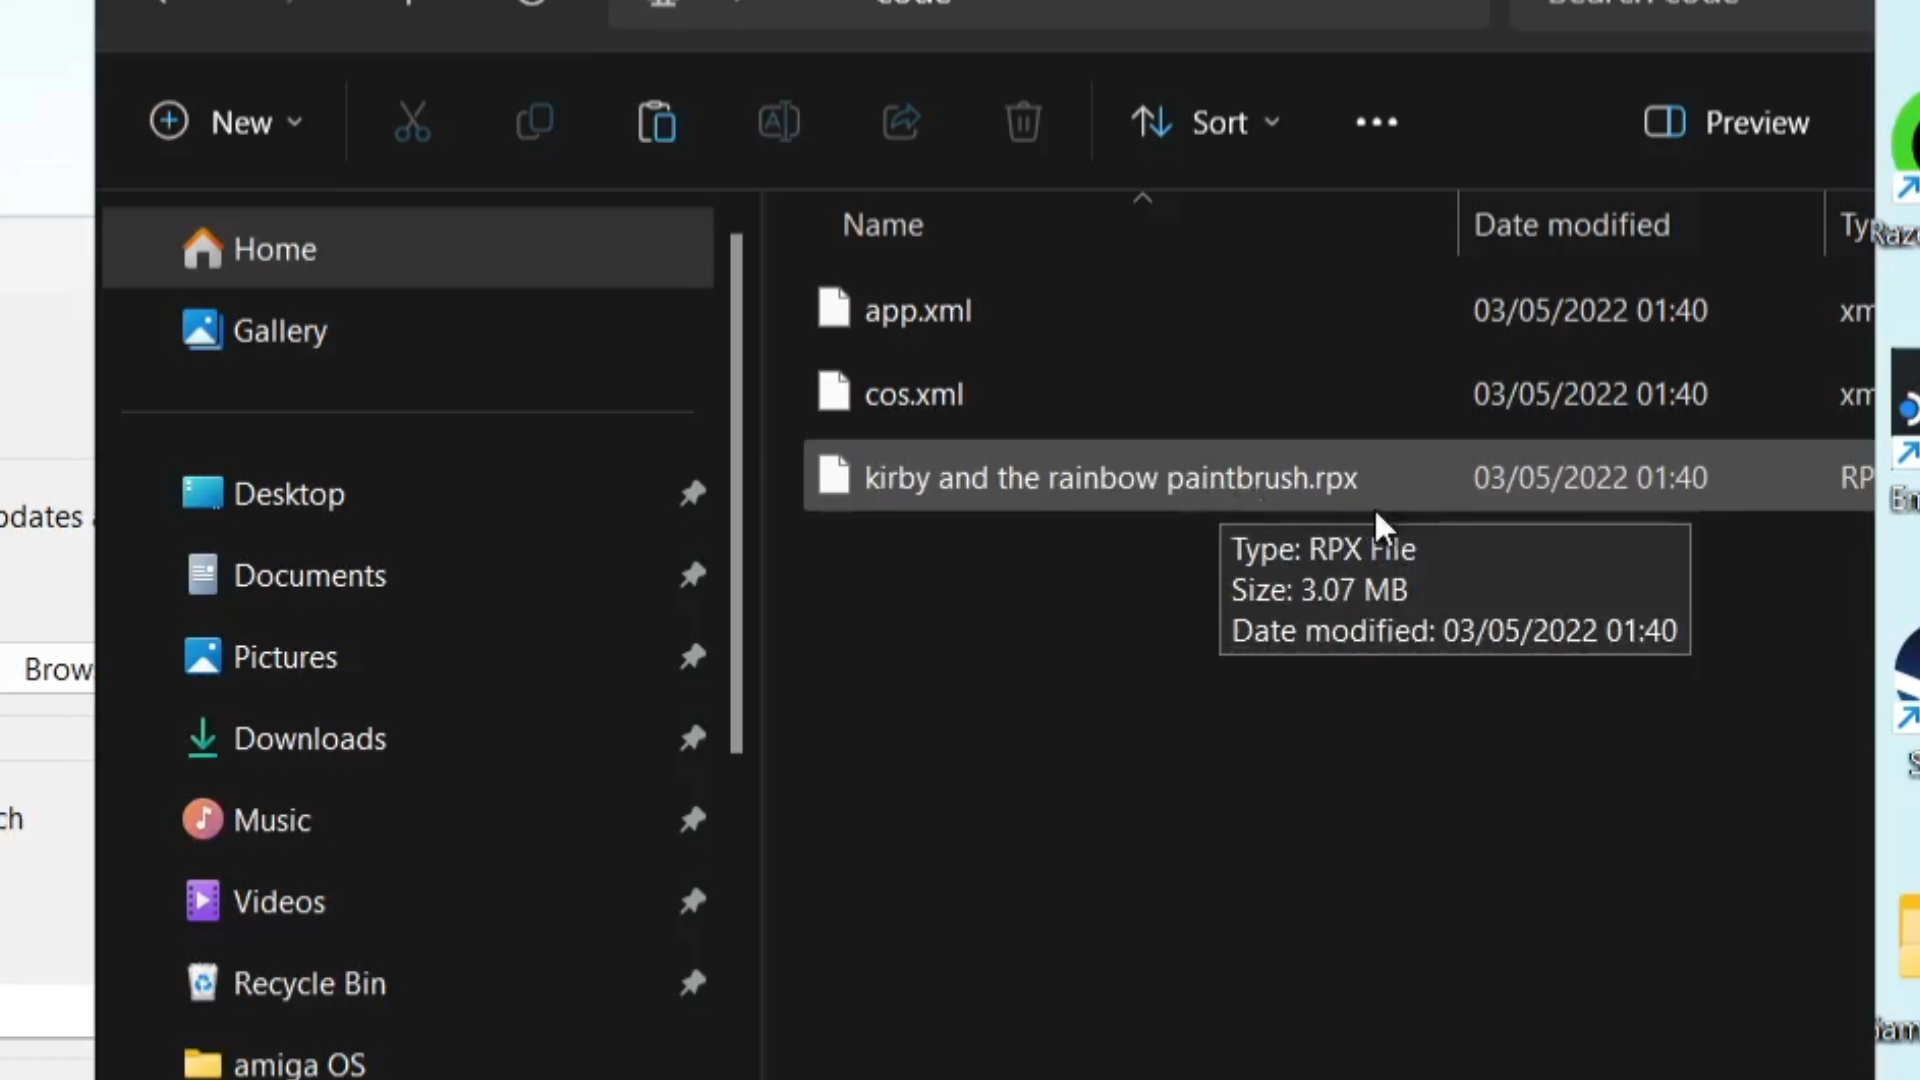 New
Sort
Preview
Name
Date modified
Home
Gallery
app.xml
03/05/2022 01:40
cos.xml
03/05/2022 01:40
kirby and the rainbow paintbrush.rpx
03/05/2022 01:40
RP
Type: RPX File
Size: 3.07 MB
Date modified: 03/05/2022 01:40
Desktop
Documents
Pictures
Downloads
Music
Videos
Recycle Bin
amiga OS
pdates
Brow
ch